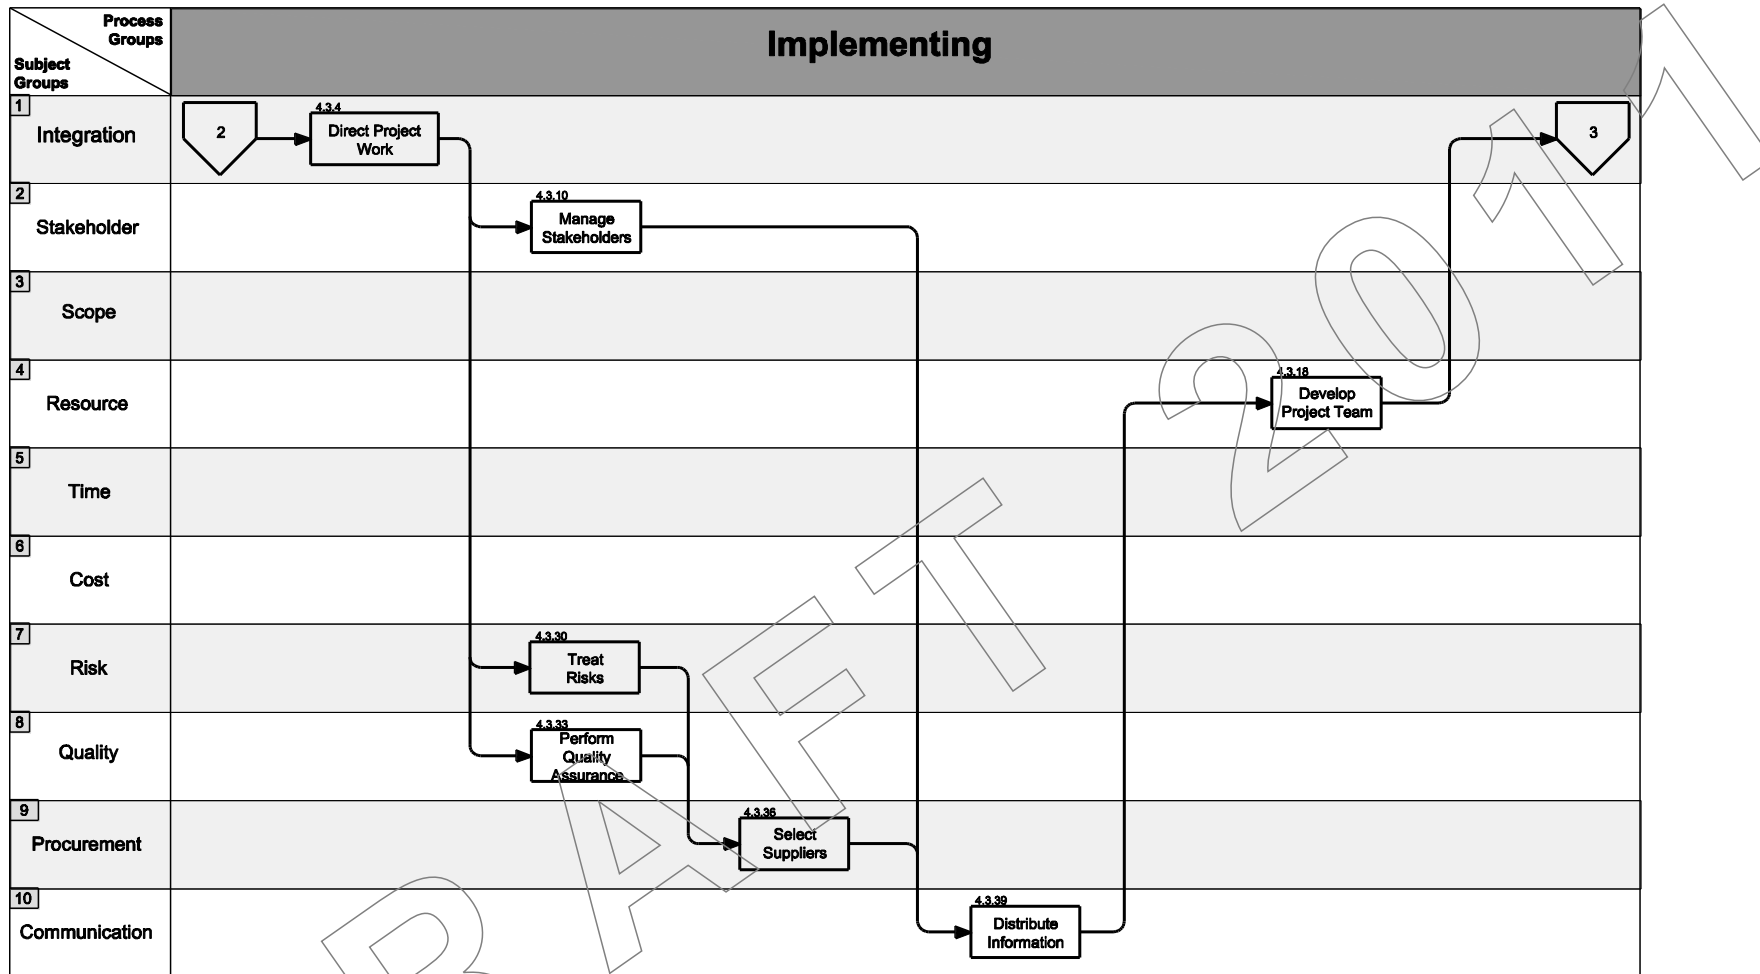 Process
Groups
Subject
Groups
Implementing
1
Integration
2
4.3.4
Direct Project
Work
3
2
Stakeholder
4.3.10
Manage
Stakeholders
3
Scope
4
Resource
4.3.18
Develop
Project Team
5
Time
6
Cost
7
Risk
4.3.30
Treat
Risks
8
Quality
4.3.33
Perform
Quality
Assurance
9
Procurement
4.3.36
Select
Suppliers
10
Communication
4.3.39
Distribute
Information
RAFT 2011